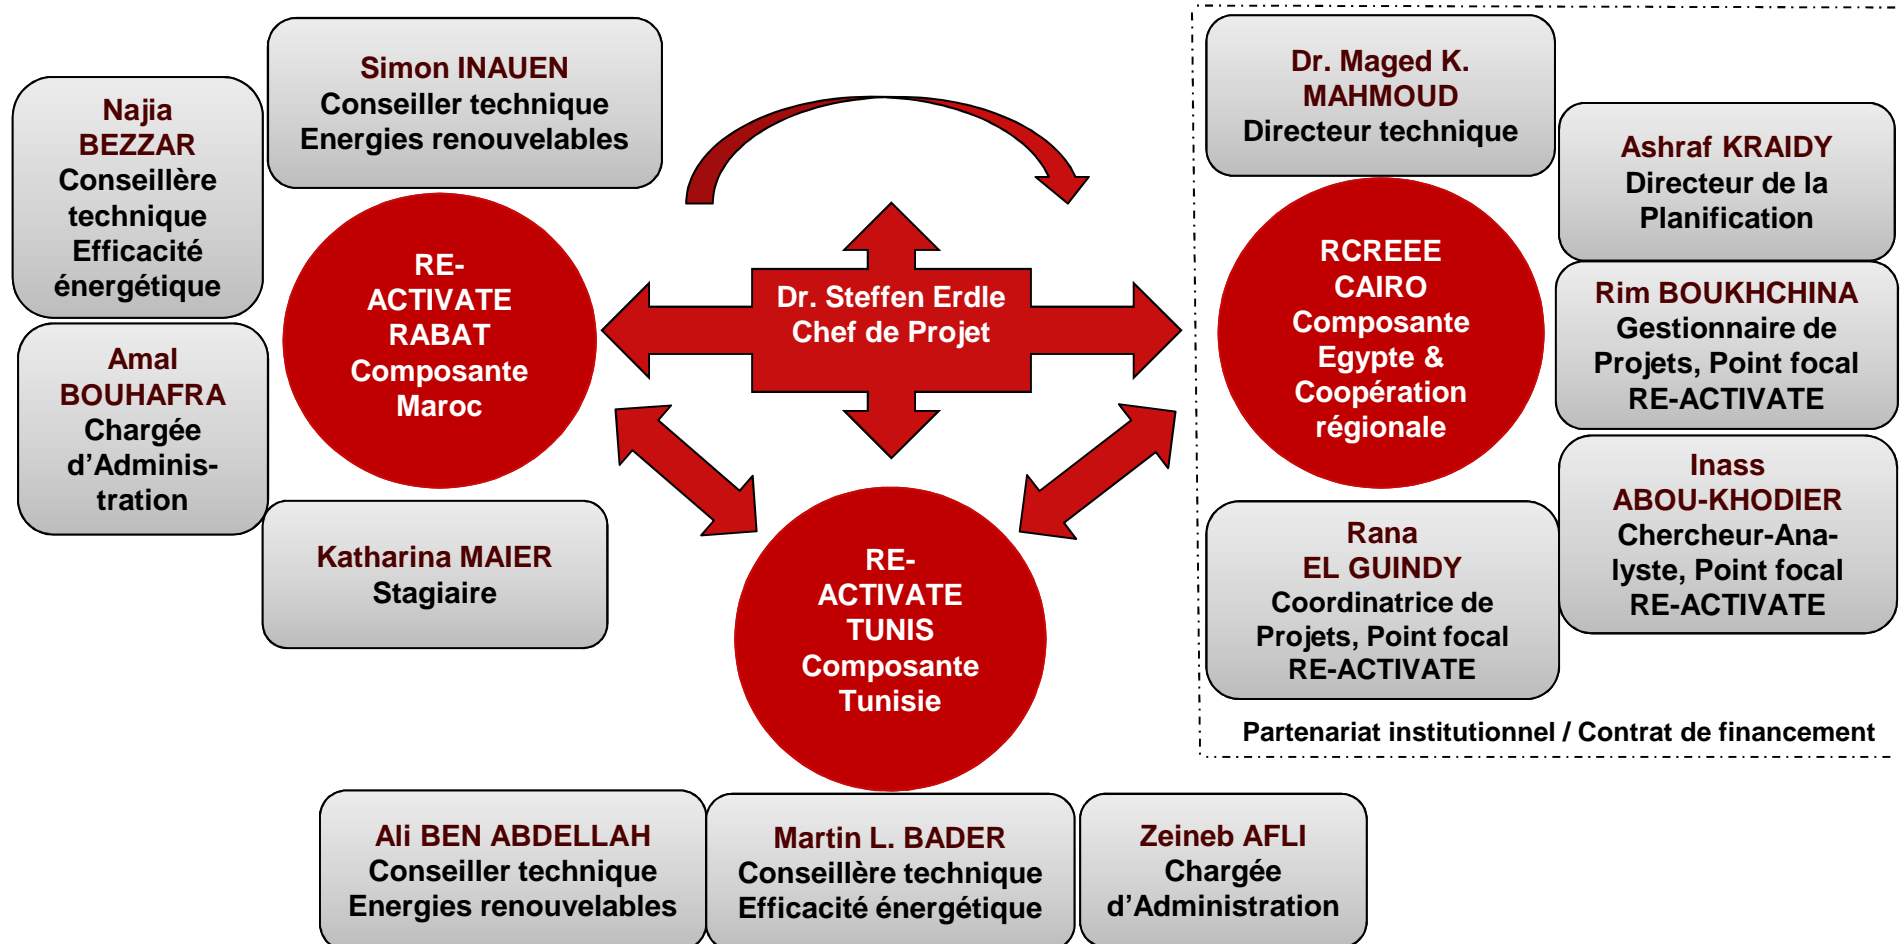 Simon INAUEN
Conseiller technique
Energies renouvelables
Najia
BEZZAR
Conseillère
technique
Efficacité
énergétique
Amal
BOUHAFRA
Chargée
d’Adminis-
tration
Katharina MAIER
Stagiaire
RE-
ACTIVATE
RABAT
Composante
Maroc
Dr. Steffen Erdle
Chef de Projet
RE-
ACTIVATE
TUNIS
Composante
Tunisie
Ali BEN ABDELLAH
Conseiller technique
Energies renouvelables
Martin L. BADER
Conseillère technique
Efficacité énergétique
Zeineb AFLI
Chargée
d’Administration
Dr. Maged K.
MAHMOUD
Directeur technique
RCREEE
CAIRO
Composante
Egypte &
Coopération
régionale
Ashraf KRAIDY
Directeur de la
Planification
Rim BOUKHCHINA
Gestionnaire de
Projets, Point focal
RE-ACTIVATE
Inass
ABOU-KHODIER
Chercheur-Ana-
lyste, Point focal
RE-ACTIVATE
Rana
EL GUINDY
Coordinatrice de
Projets, Point focal
RE-ACTIVATE
Partenariat institutionnel / Contrat de financement